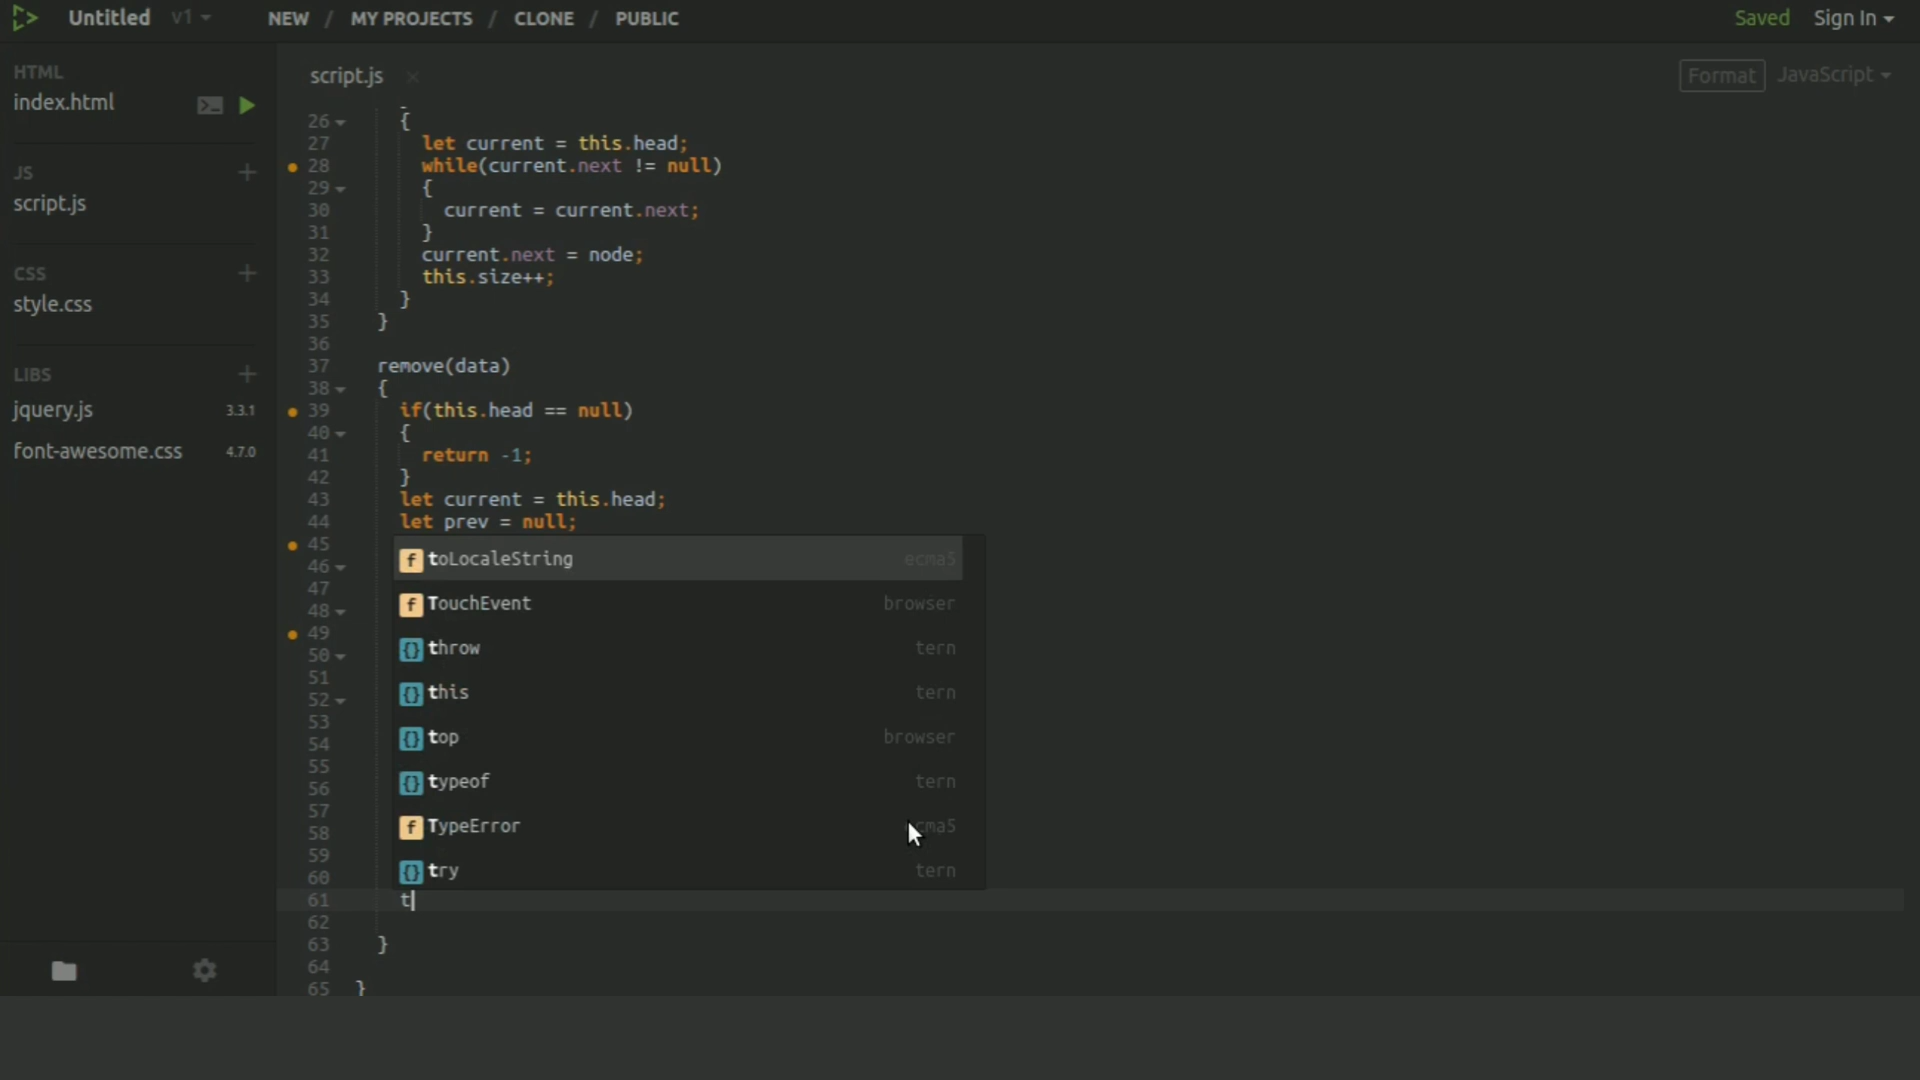 Untitled v1 NEW / MY PROJECTS / CLONE / PUBLIC Saved Sign In
HTML
index.html
JS
script.js
CSS
style.css
LIBS
jquery.js 3.3.1
font-awesome.css 4.7.0
script.js Format JavaScript
26 {
27 let current = this.head;
28 while(current.next != null)
29 {
30 current = current.next;
31 }
32 current.next = node;
33 this.size++;
34 }
35 }
36
37 remove(data)
38 {
39 if(this.head == null)
40 {
41 return -1;
42 }
43 let current = this.head;
44 let prev = null;
45
46
47
48
49
50
51
52
53
54
55
56
57
58
59
60
f toLocaleString ecma5
f TouchEvent browser
{} throw tern
{} this tern
{} top browser
{} typeof tern
f TypeError ecma5
{} try tern
61 t
62
63 }
64
65 }